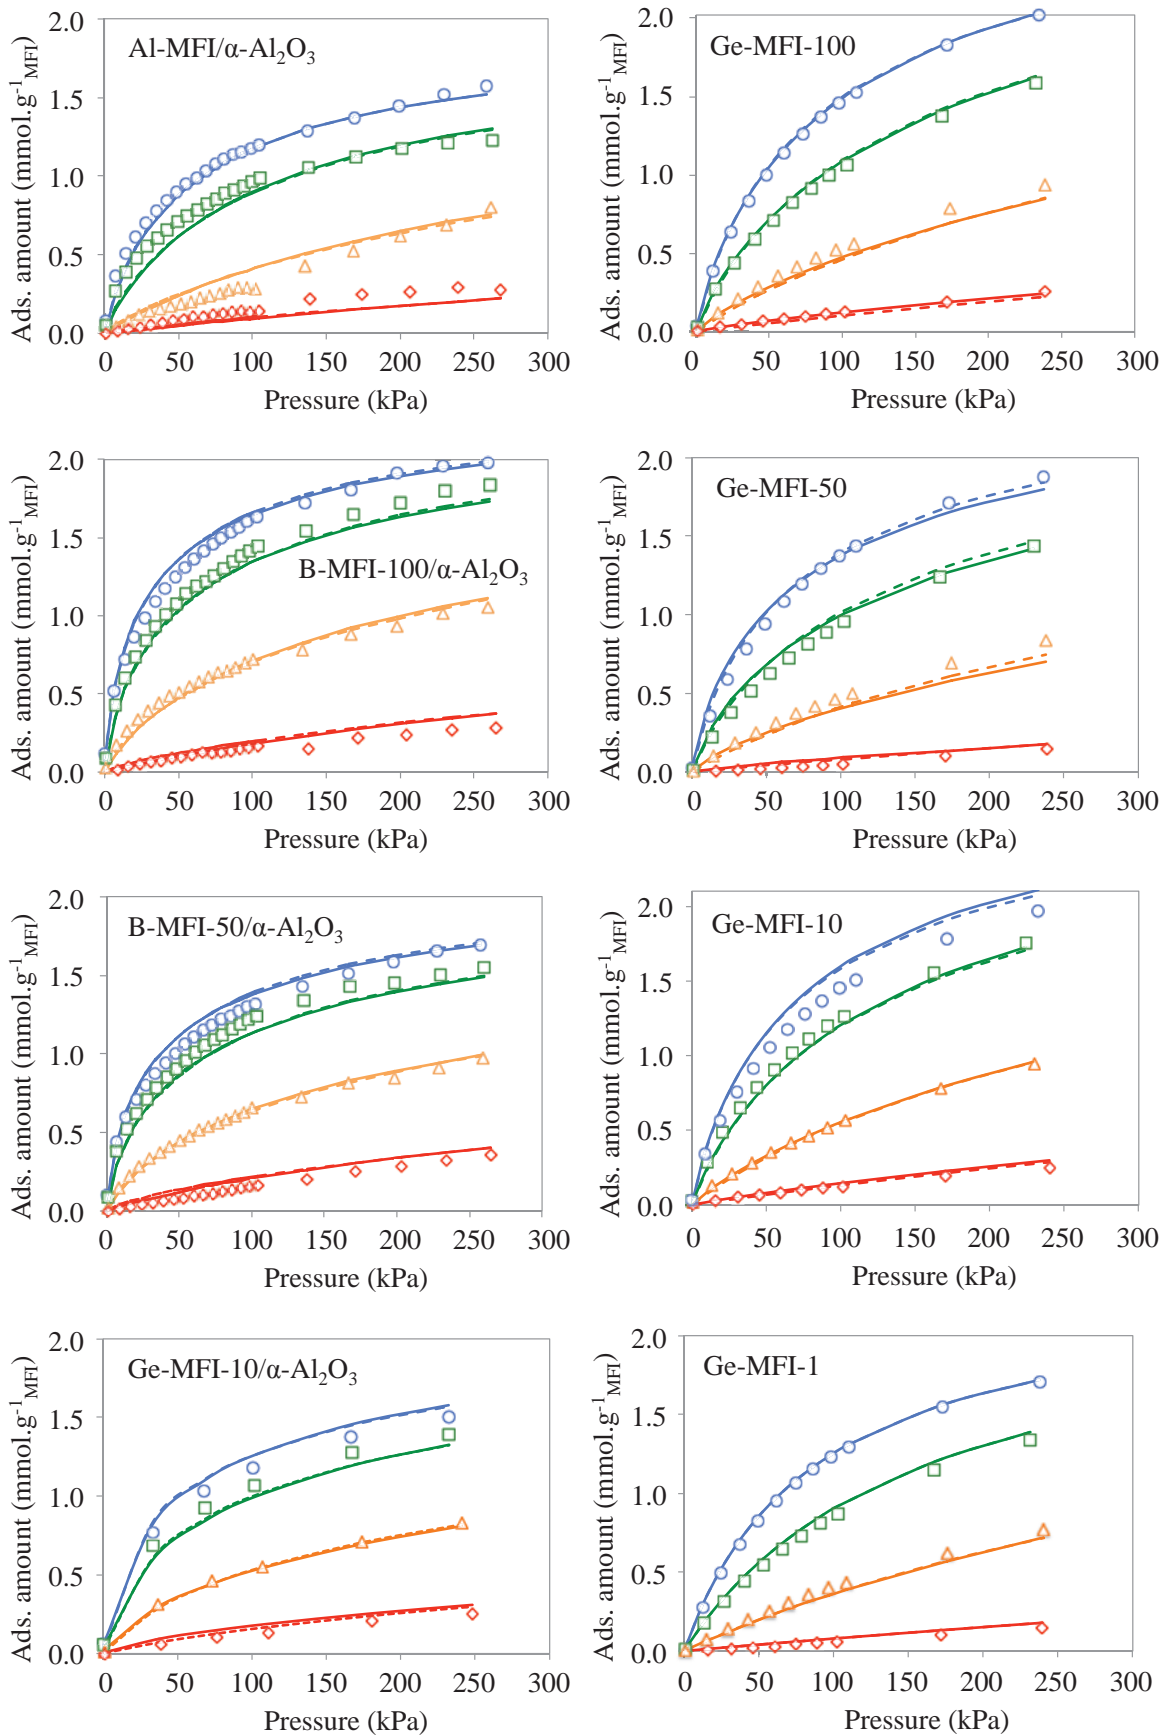 Al-MFI/α-Al₂O₃
Ads. amount (mmol.g⁻¹MFI)
2.0
1.5
1.0
0.5
0.0
0 50 100 150 200 250 300
Pressure (kPa)
Ge-MFI-100
Ads. amount (mmol.g⁻¹MFI)
2.0
1.5
1.0
0.5
0.0
0 50 100 150 200 250 300
Pressure (kPa)
B-MFI-100/α-Al₂O₃
Ads. amount (mmol.g⁻¹MFI)
2.0
1.5
1.0
0.5
0.0
0 50 100 150 200 250 300
Pressure (kPa)
Ge-MFI-50
Ads. amount (mmol.g⁻¹MFI)
2.0
1.5
1.0
0.5
0.0
0 50 100 150 200 250 300
Pressure (kPa)
B-MFI-50/α-Al₂O₃
Ads. amount (mmol.g⁻¹MFI)
2.0
1.5
1.0
0.5
0.0
0 50 100 150 200 250 300
Pressure (kPa)
Ge-MFI-10
Ads. amount (mmol.g⁻¹MFI)
2.0
1.5
1.0
0.5
0.0
0 50 100 150 200 250 300
Pressure (kPa)
Ge-MFI-10/α-Al₂O₃
Ads. amount (mmol.g⁻¹MFI)
2.0
1.5
1.0
0.5
0.0
0 50 100 150 200 250 300
Pressure (kPa)
Ge-MFI-1
Ads. amount (mmol.g⁻¹MFI)
2.0
1.5
1.0
0.5
0.0
0 50 100 150 200 250 300
Pressure (kPa)